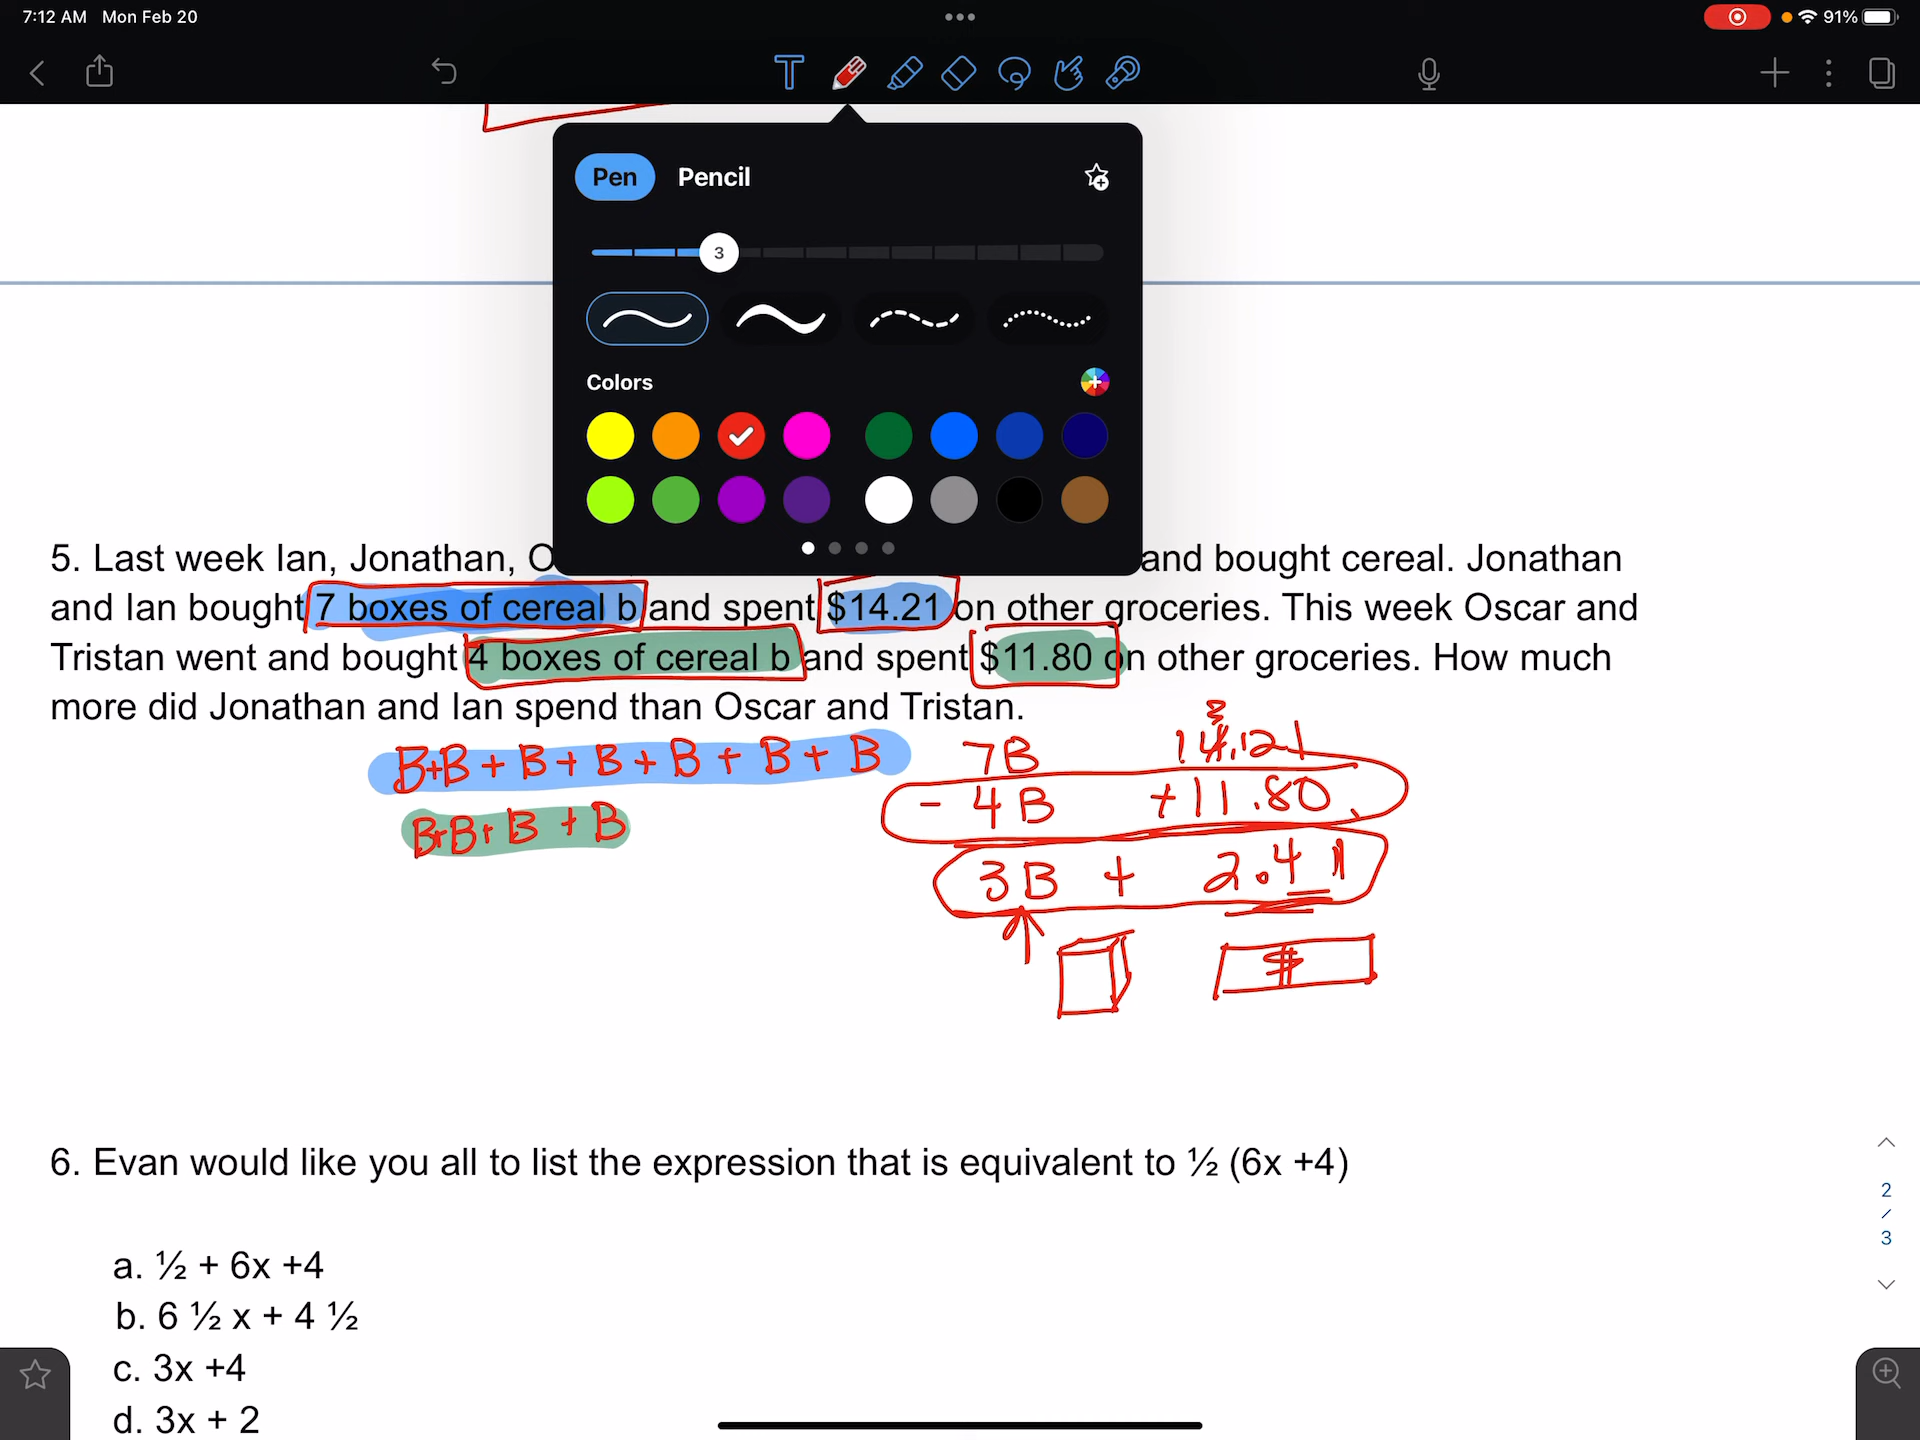 7:12 AM Mon Feb 20
91%
Pen Pencil
3
Colors
5. Last week Ian, Jonathan, O and bought cereal. Jonathan
and Ian bought 7 boxes of cereal b and spent $14.21 on other groceries. This week Oscar and
Tristan went and bought 4 boxes of cereal b and spent $11.80 on other groceries. How much
more did Jonathan and Ian spend than Oscar and Tristan.
3
B+B + B + B + B + B + B 7B 14.121
- 4B +11.80
B+B+B + B
3B + 2.41
$
6. Evan would like you all to list the expression that is equivalent to ½ (6x +4)
2
/
3
a. ½ + 6x +4
b. 6 ½ x + 4 ½
c. 3x +4
d. 3x + 2